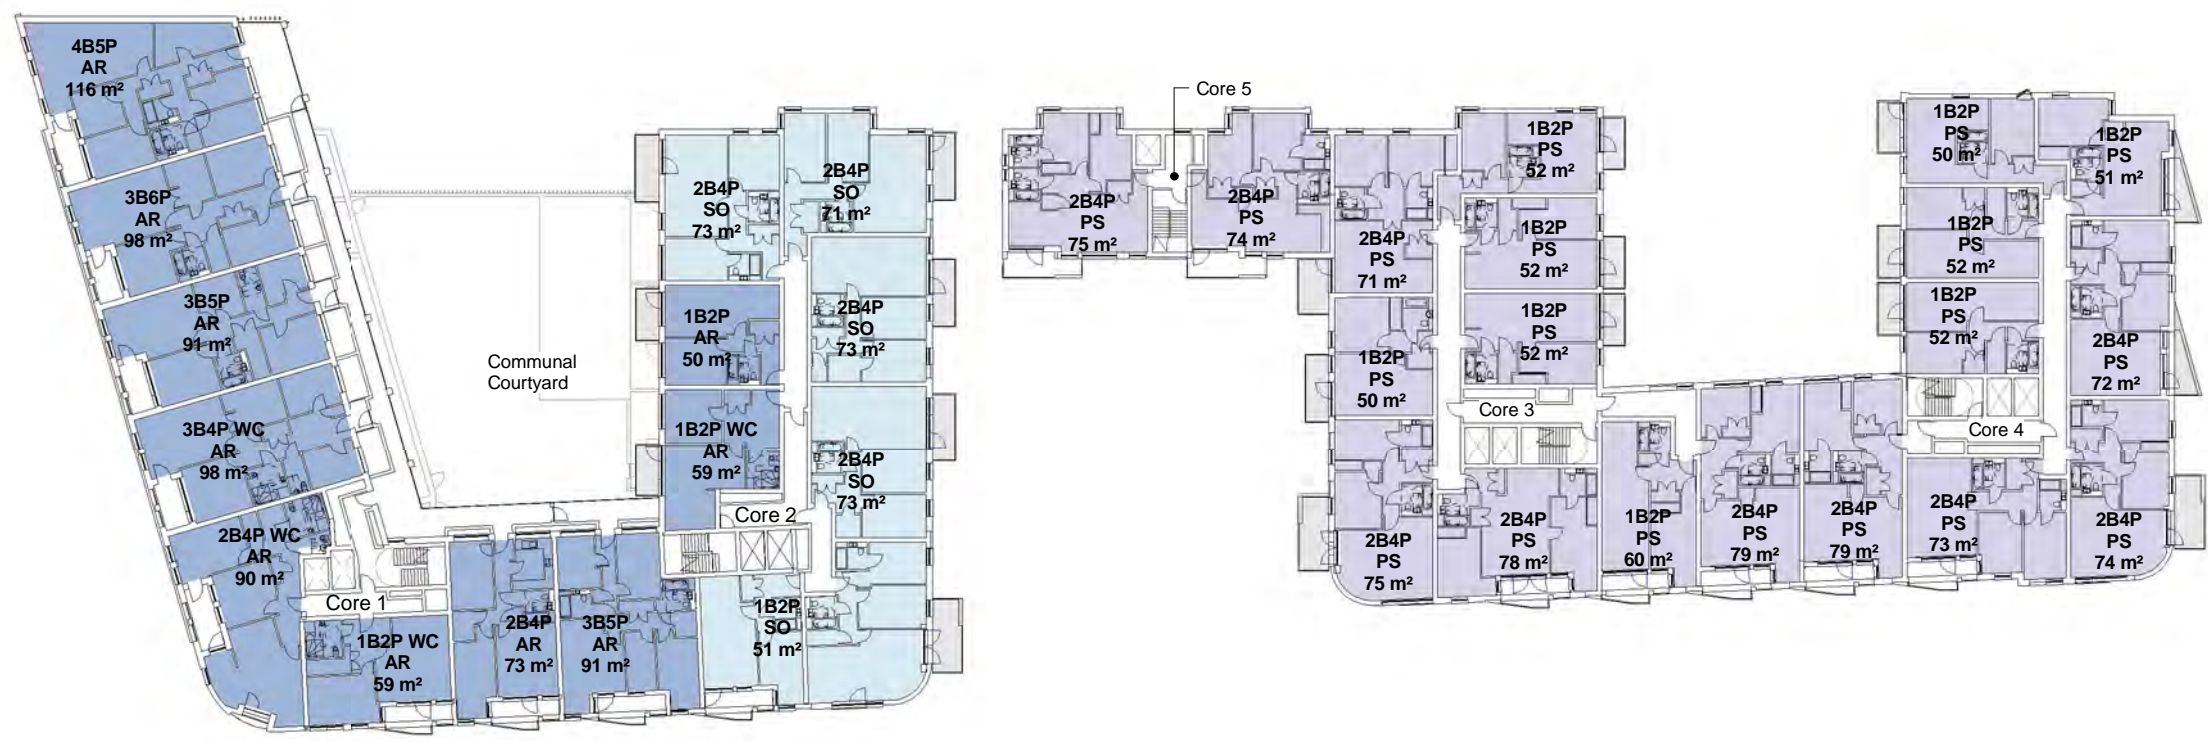 4B5P
AR
116 m²
3B6P
AR
98 m²
3B5P
AR
91 m²
3B4P WC
AR
98 m²
2B4P WC
AR
90 m²
Core 1
1B2P WC
AR
59 m²
2B4P
AR
73 m²
3B5P
AR
91 m²
Communal
Courtyard
2B4P
SO
73 m²
2B4P
SO
71 m²
1B2P
AR
50 m²
2B4P
SO
73 m²
1B2P WC
AR
59 m²
2B4P
SO
73 m²
Core 2
1B2P
SO
51 m²
Core 5
2B4P
PS
75 m²
2B4P
PS
74 m²
2B4P
PS
71 m²
1B2P
PS
52 m²
1B2P
PS
52 m²
1B2P
PS
52 m²
1B2P
PS
50 m²
Core 3
2B4P
PS
75 m²
2B4P
PS
78 m²
1B2P
PS
60 m²
2B4P
PS
79 m²
2B4P
PS
79 m²
1B2P
PS
50 m²
1B2P
PS
51 m²
1B2P
PS
52 m²
1B2P
PS
52 m²
2B4P
PS
72 m²
Core 4
2B4P
PS
73 m²
2B4P
PS
74 m²